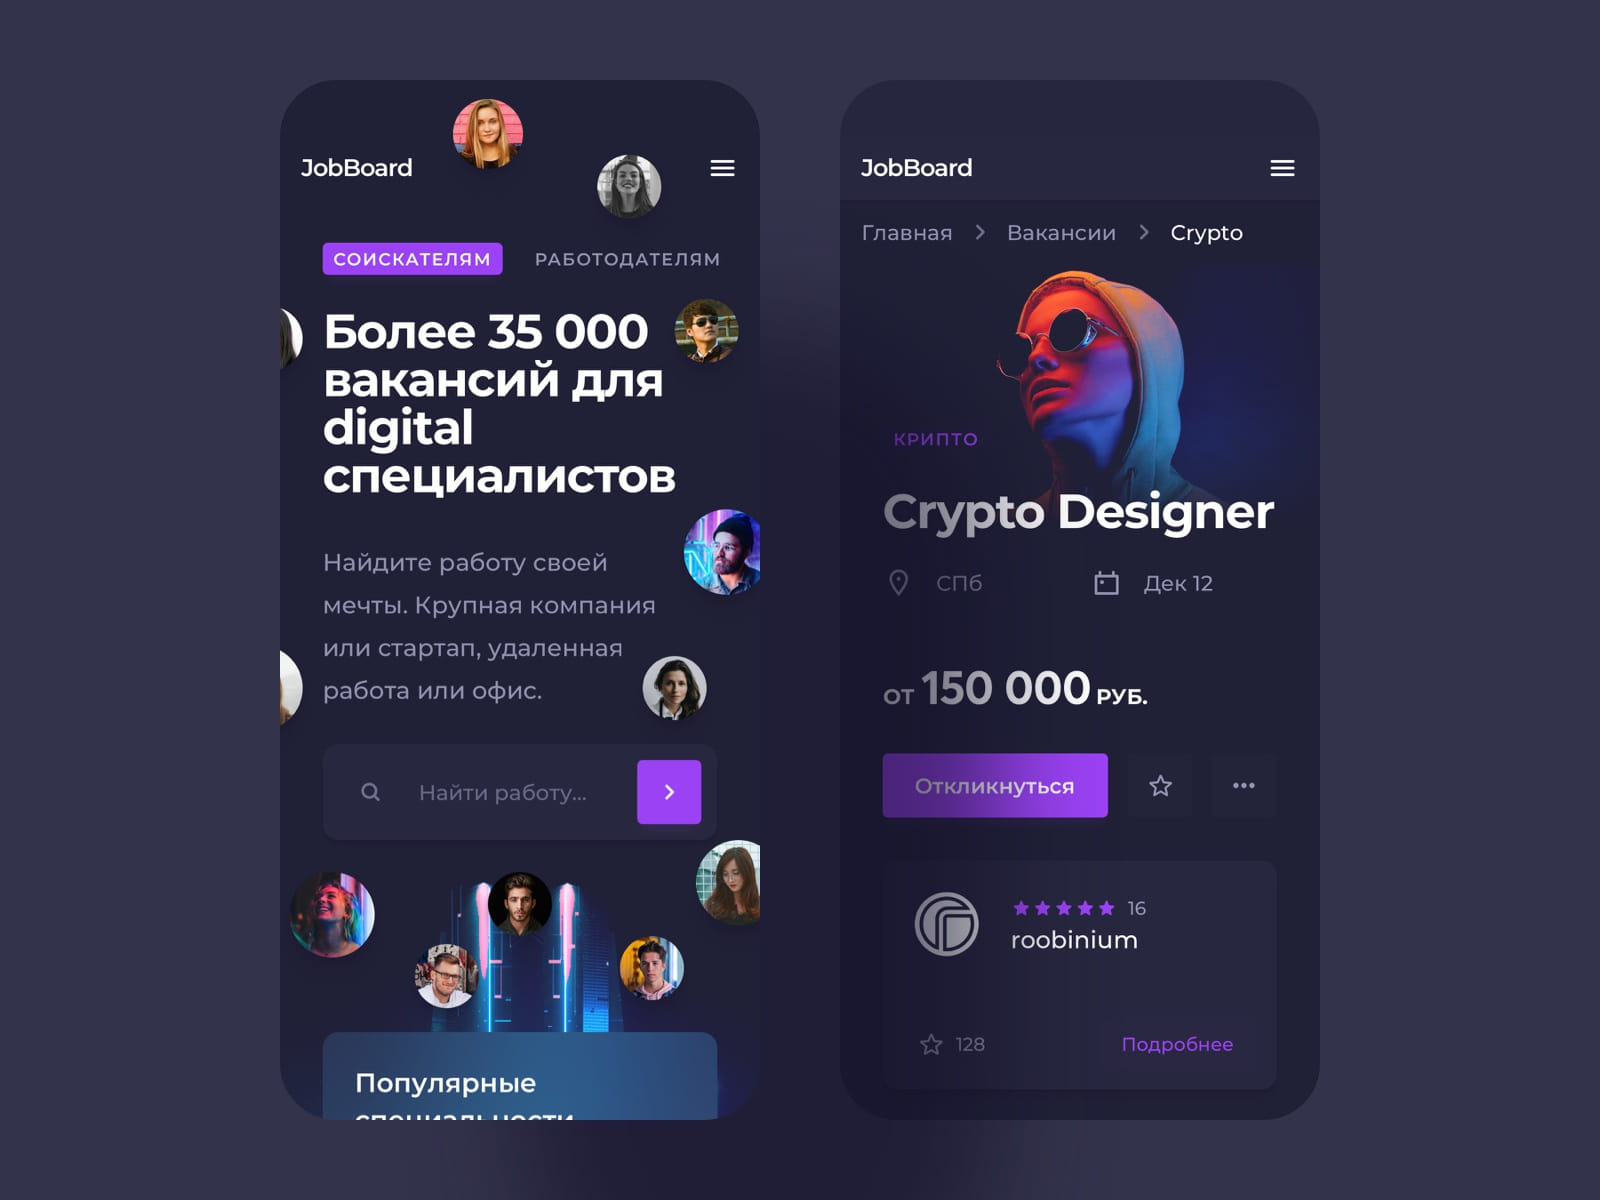 JobBoard
СОИСКАТЕЛЯМ
РАБОТОДАТЕЛЯМ
Более 35 000
вакансий для
digital
специалистов
Найдите работу своей
мечты. Крупная компания
или стартап, удаленная
работа или офис.
Найти работу...
Популярные
специальности
JobBoard
Главная > Вакансии > Crypto
КРИПТО
Crypto Designer
СПб
Дек 12
от 150 000 РУБ.
Откликнуться
16
roobinium
128
Подробнее